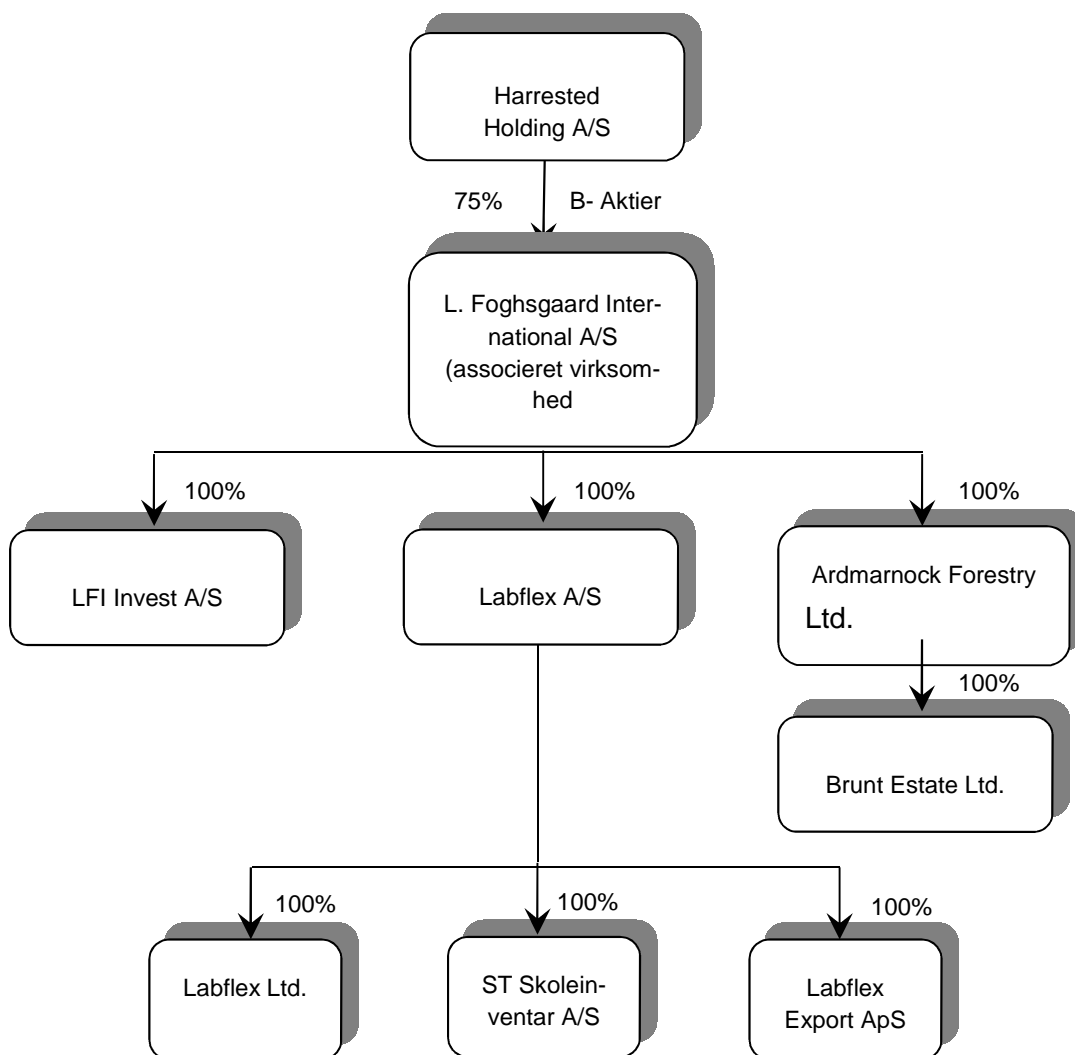 Harrested
Holding A/S
75% B- Aktier
L. Foghsgaard Inter-
national A/S
(associeret virksom-
hed
100% 100% 100%
LFI Invest A/S
Labflex A/S
Ardmarnock Forestry
Ltd.
100%
Brunt Estate Ltd.
100% 100% 100%
Labflex Ltd.
ST Skolein-
ventar A/S
Labflex
Export ApS